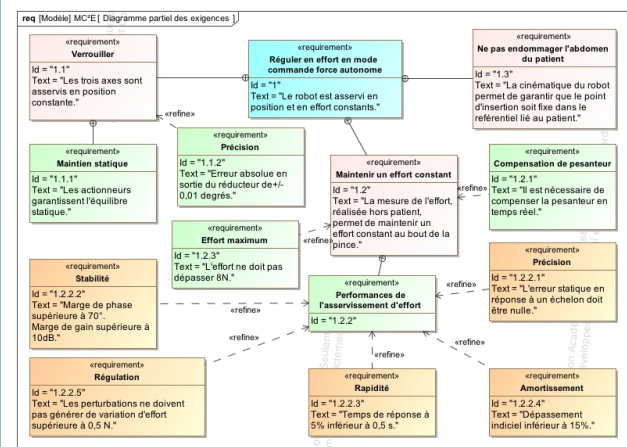 req [Modèle] MC²E [ Diagramme partiel des exigences ]
«requirement»
Verrouiller
Id = "1.1"
Text = "Les trois axes sont
asservis en position
constante."
«requirement»
Réguler en effort en mode
commande force autonome
Id = "1"
Text = "Le robot est asservi en
position et en effort constants."
«requirement»
Ne pas endommager l'abdomen
du patient
Id = "1.3"
Text = "La cinématique du robot
permet de garantir que le point
d'insertion soit fixe dans le
référentiel lié au patient."
«refine»
«requirement»
Maintien statique
Id = "1.1.1"
Text = "Les actionneurs
garantissent l'équilibre
statique."
«requirement»
Précision
Id = "1.1.2"
Text = "Erreur absolue en
sortie du réducteur de+/-
0,01 degrés."
«requirement»
Maintenir un effort constant
Id = "1.2"
Text = "La mesure de l'effort,
réalisée hors patient,
permet de maintenir un
effort constant au bout de la
pince."
«refine»
«requirement»
Compensation de pesanteur
Id = "1.2.1"
Text = "Il est nécessaire de
compenser la pesanteur en
temps réel."
«requirement»
Effort maximum
Id = "1.2.3"
Text = "L'effort ne doit pas
dépasser 8N."
«refine»
«requirement»
Stabilité
Id = "1.2.2.2"
Text = "Marge de phase
supérieure à 70°.
Marge de gain supérieure à
10dB."
«refine»
«requirement»
Performances de
l'asservissement d'effort
Id = "1.2.2"
«refine»
«requirement»
Précision
Id = "1.2.2.1"
Text = "L'erreur statique en
réponse à un échelon doit
être nulle."
«refine»
«refine»
«refine»
«requirement»
Régulation
Id = "1.2.2.5"
Text = "Les perturbations ne doivent
pas générer de variation d'effort
supérieure à 0,5 N."
«requirement»
Rapidité
Id = "1.2.2.3"
Text = "Temps de réponse à
5% inférieur à 0,5 s."
«requirement»
Amortissement
Id = "1.2.2.4"
Text = "Dépassement
indiciel inférieur à 15%."